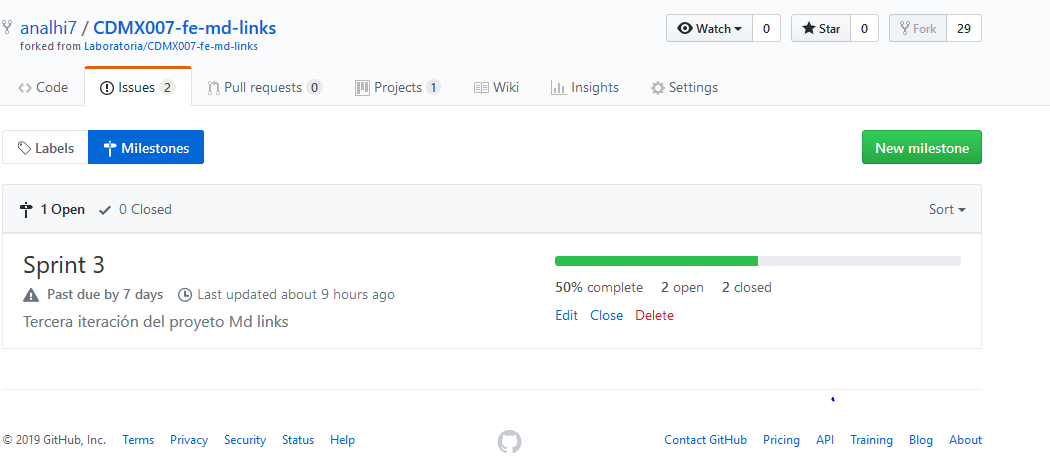 analhi7 / CDMX007-fe-md-links
Watch 0 Star 0 Fork 29
forked from Laboratoria/CDMX007-fe-md-links
Code Issues 2 Pull requests 0 Projects 1 Wiki Insights Settings
Labels Milestones New milestone
1 Open 0 Closed Sort
Sprint 3
Past due by 7 days Last updated about 9 hours ago
Tercera iteración del proyeto Md links
50% complete 2 open 2 closed
Edit Close Delete
© 2019 GitHub, Inc. Terms Privacy Security Status Help Contact GitHub Pricing API Training Blog About